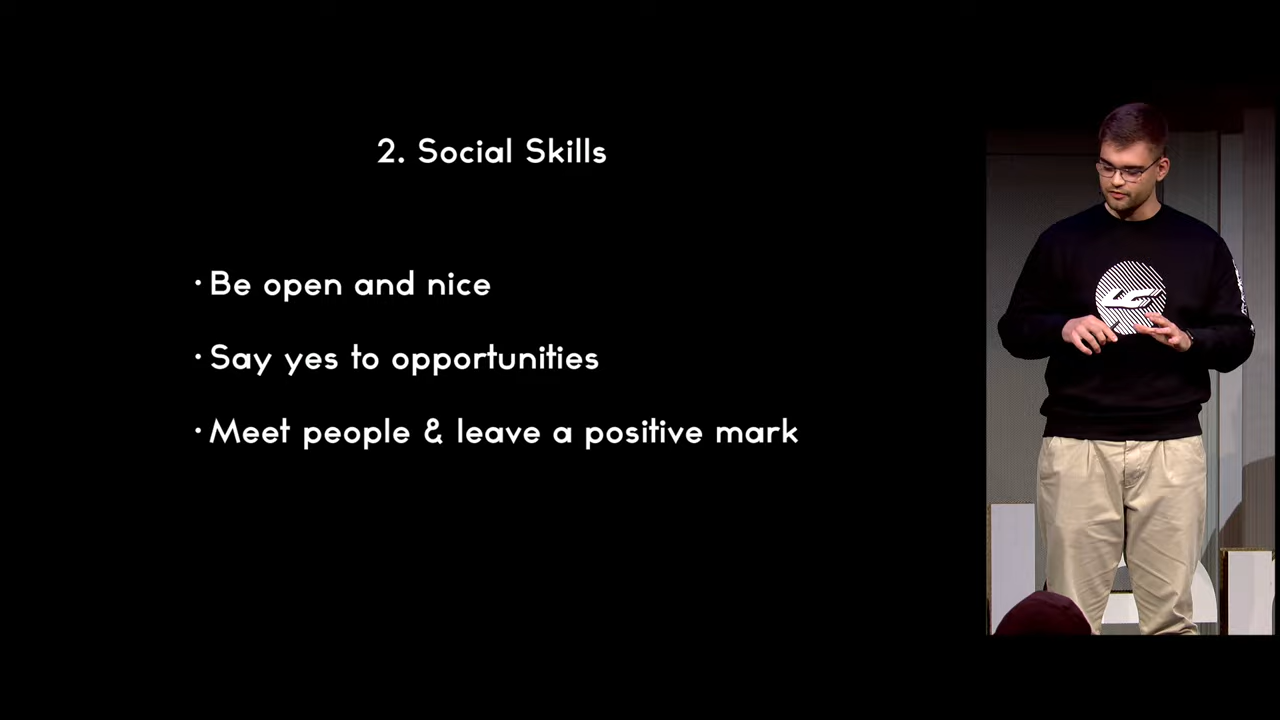 2. Social Skills
· Be open and nice
· Say yes to opportunities
· Meet people & leave a positive mark